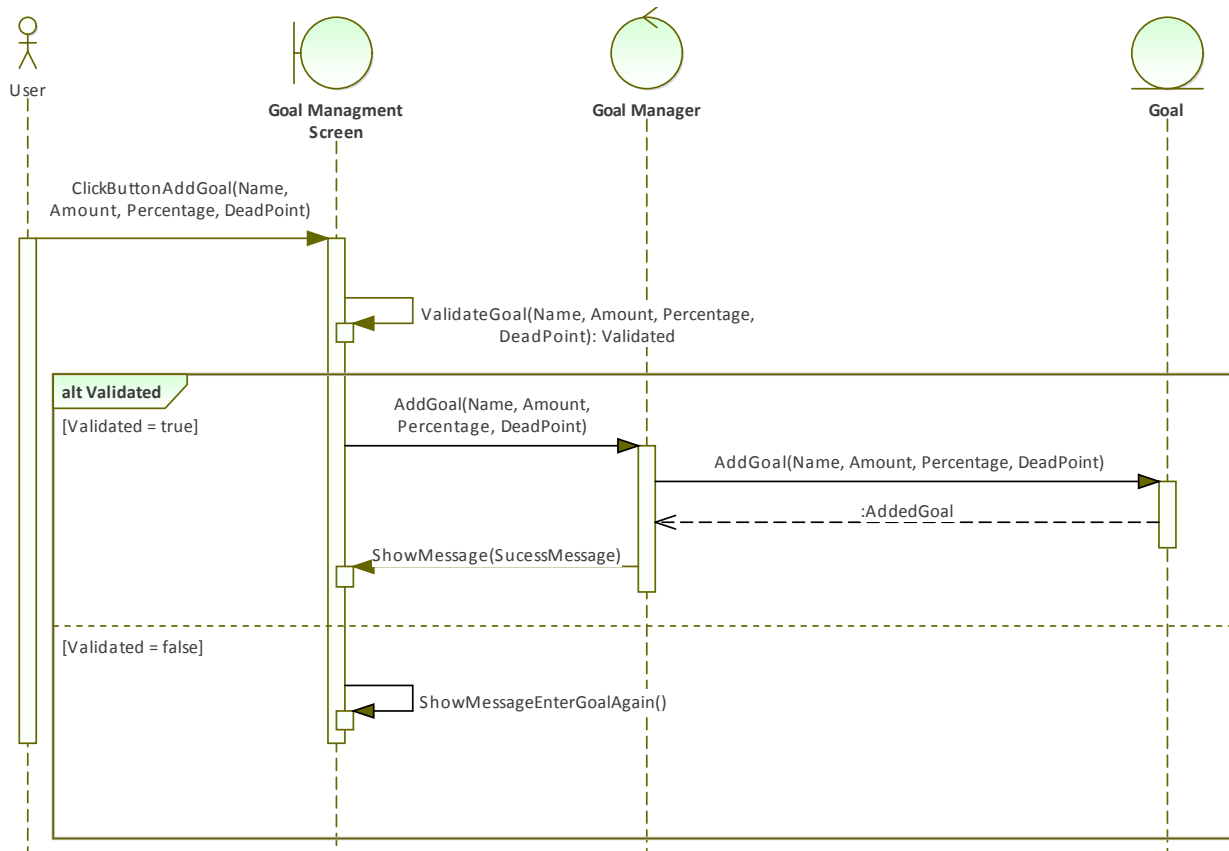 User
Goal Managment
Screen
Goal Manager
Goal
ClickButtonAddGoal(Name,
Amount, Percentage, DeadPoint)
ValidateGoal(Name, Amount, Percentage,
DeadPoint): Validated
alt Validated
[Validated = true]
AddGoal(Name, Amount,
Percentage, DeadPoint)
AddGoal(Name, Amount, Percentage, DeadPoint)
:AddedGoal
ShowMessage(SucessMessage)
[Validated = false]
ShowMessageEnterGoalAgain()